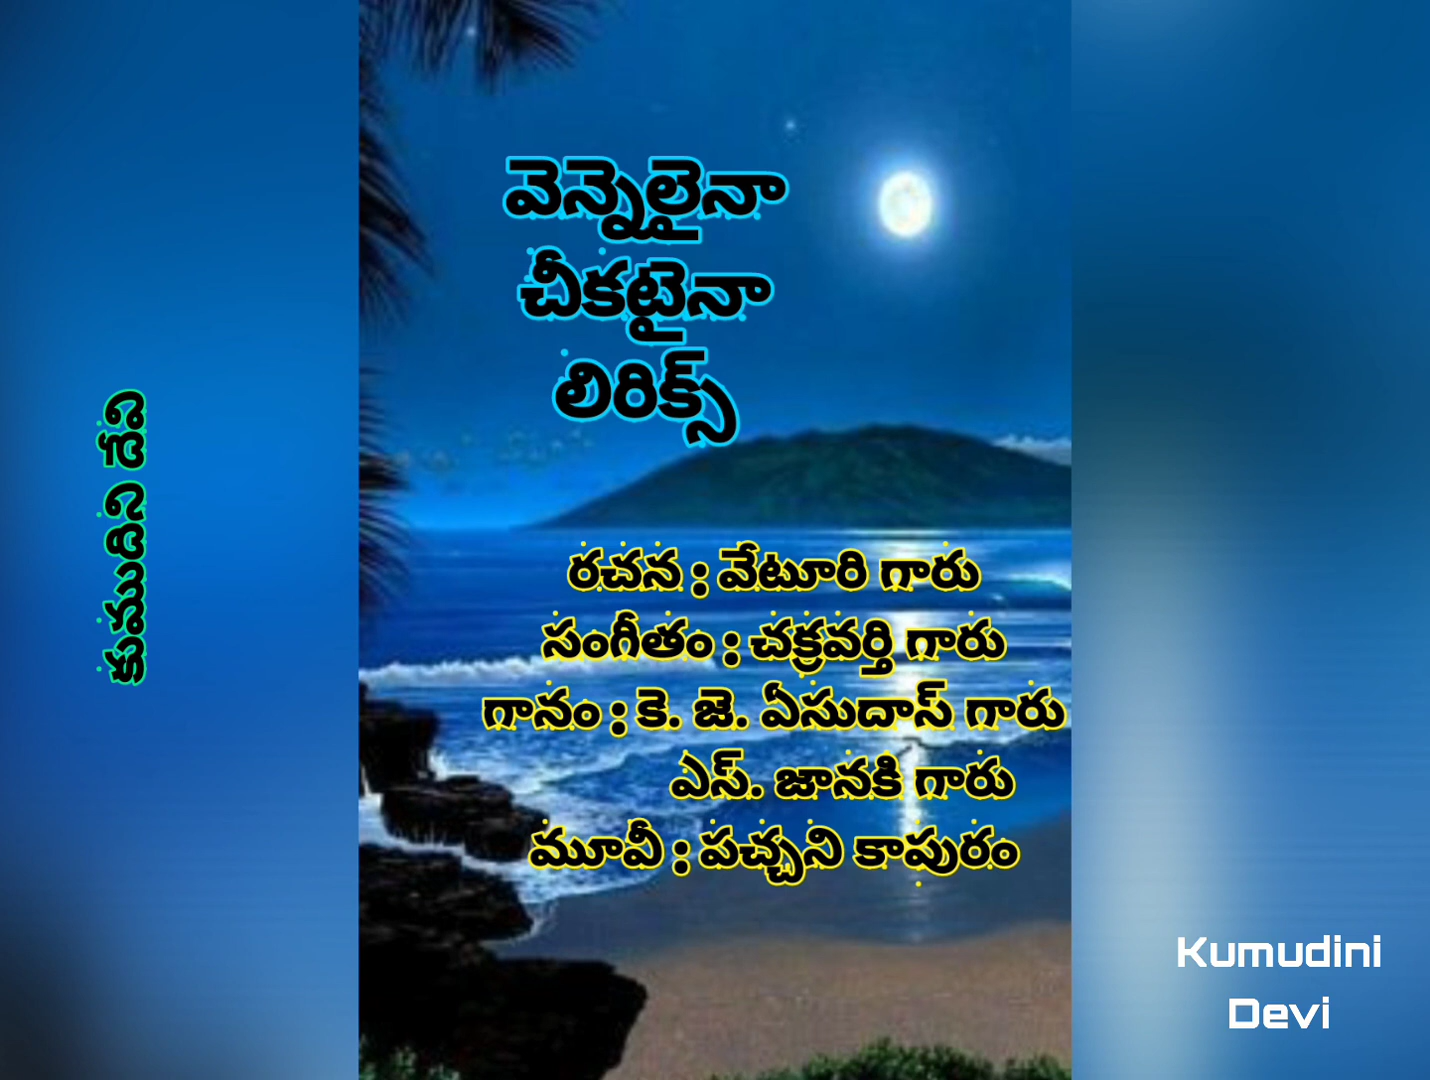 వెన్నెలైనా
చీకటైనా
లిరిక్స్
రచన : వేటూరి గారు
సంగీతం : చక్రవర్తి గారు
గానం : కె. జె. ఏసుదాస్ గారు
ఎస్. జానకి గారు
మూవీ : పచ్చని కాపురం
కుముదిని దేవి
Kumudini
Devi